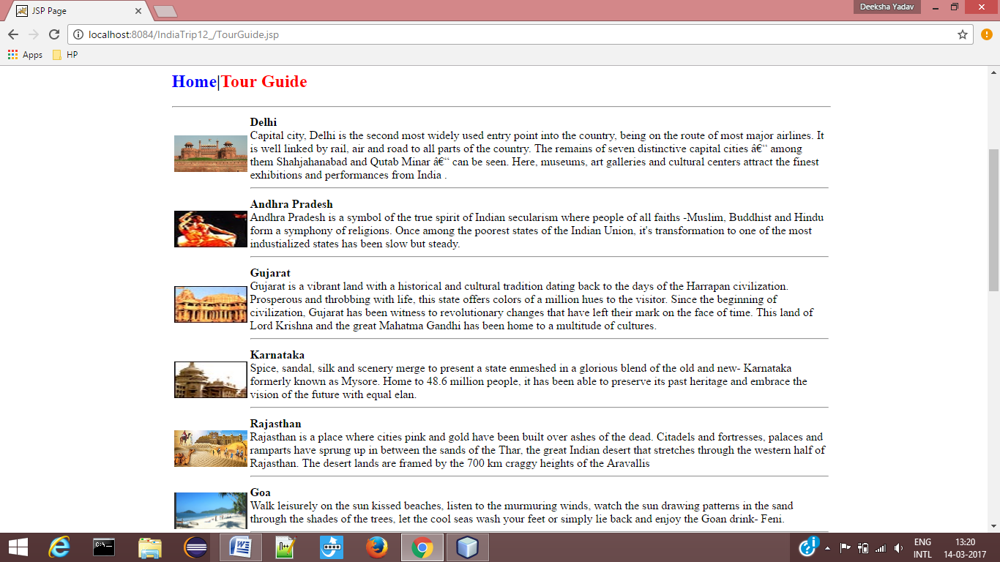 JSP Page
Deeksha Yadav
localhost:8084/IndiaTrip12_/TourGuide.jsp
Apps
HP
Home|Tour Guide
Delhi
Capital city, Delhi is the second most widely used entry point into the country, being on the route of most major airlines. It
is well linked by rail, air and road to all parts of the country. The remains of seven distinctive capital cities â€“ among
them Shahjahanabad and Qutab Minar â€“ can be seen. Here, museums, art galleries and cultural centers attract the finest
exhibitions and performances from India .
Andhra Pradesh
Andhra Pradesh is a symbol of the true spirit of Indian secularism where people of all faiths -Muslim, Buddhist and Hindu
form a symphony of religions. Once among the poorest states of the Indian Union, it's transformation to one of the most
industialized states has been slow but steady.
Gujarat
Gujarat is a vibrant land with a historical and cultural tradition dating back to the days of the Harrapan civilization.
Prosperous and throbbing with life, this state offers colors of a million hues to the visitor. Since the beginning of
civilization, Gujarat has been witness to revolutionary changes that have left their mark on the face of time. This land of
Lord Krishna and the great Mahatma Gandhi has been home to a multitude of cultures.
Karnataka
Spice, sandal, silk and scenery merge to present a state enmeshed in a glorious blend of the old and new- Karnataka
formerly known as Mysore. Home to 48.6 million people, it has been able to preserve its past heritage and embrace the
vision of the future with equal elan.
Rajasthan
Rajasthan is a place where cities pink and gold have been built over ashes of the dead. Citadels and fortresses, palaces and
ramparts have sprung up in between the sands of the Thar, the great Indian desert that stretches through the western half of
Rajasthan. The desert lands are framed by the 700 km craggy heights of the Aravallis
Goa
Walk leisurely on the sun kissed beaches, listen to the murmuring winds, watch the sun drawing patterns in the sand
through the shades of the trees, let the cool seas wash your feet or simply lie back and enjoy the Goan drink- Feni.
ENG
INTL
13:20
14-03-2017